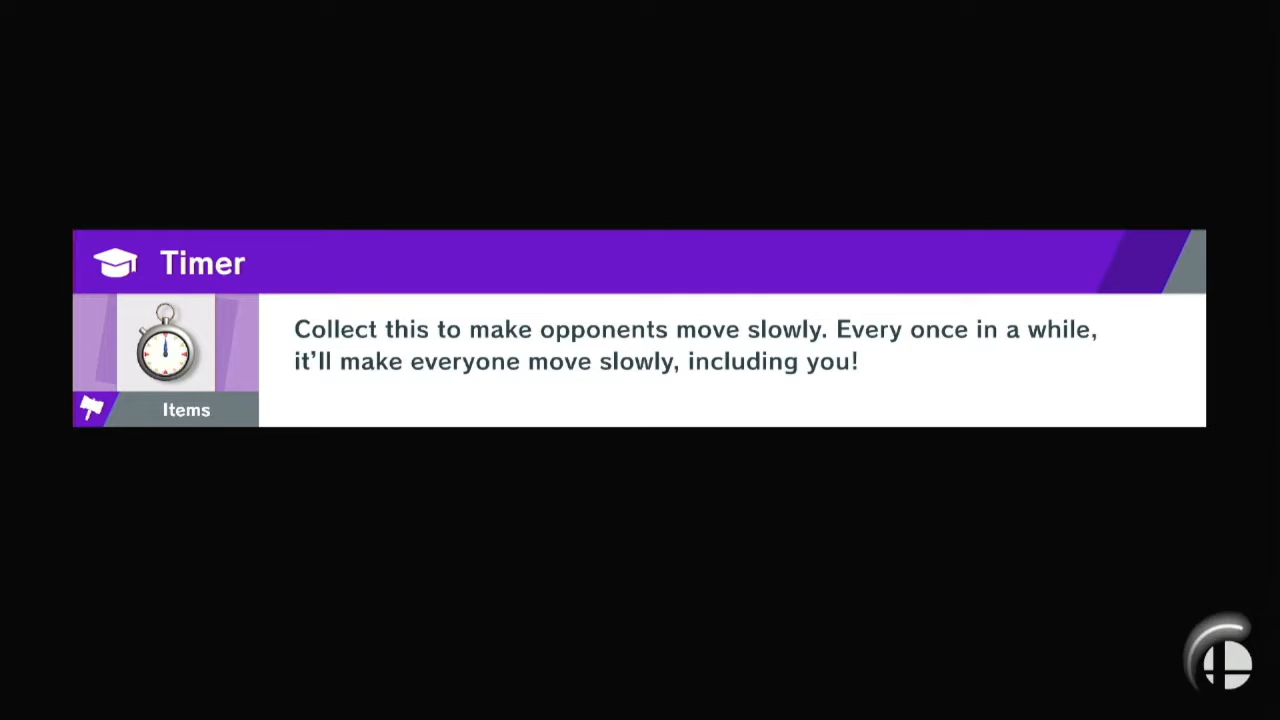 Timer
Collect this to make opponents move slowly. Every once in a while,
it'll make everyone move slowly, including you!
Items